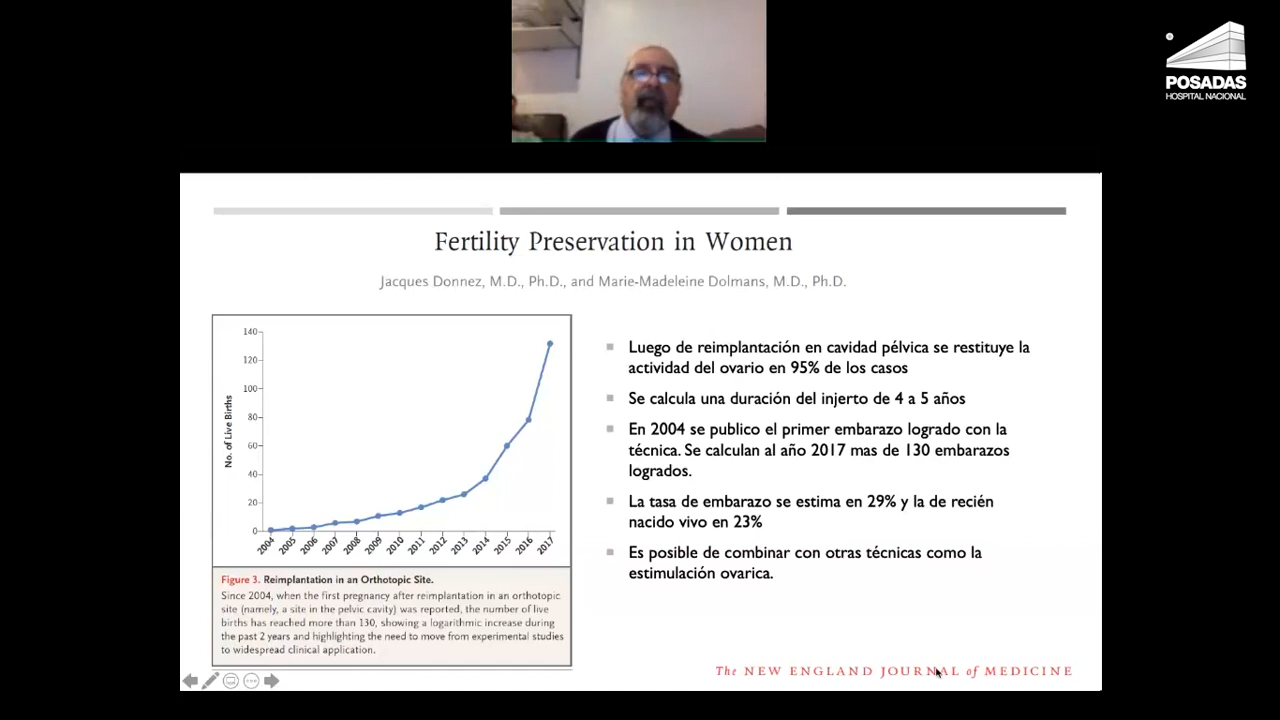 POSADAS
HOSPITAL NACIONAL
Fertility Preservation in Women
Jacques Donnez, M.D., Ph.D., and Marie-Madeleine Dolmans, M.D., Ph.D.
No. of Live Births
140
120
100
80
60
40
20
0
2004 2005 2006 2007 2008 2009 2010 2011 2012 2013 2014 2015 2016 2017
Figure 3. Reimplantation in an Orthotopic Site.
Since 2004, when the first pregnancy after reimplantation in an orthotopic
site (namely, a site in the pelvic cavity) was reported, the number of live
births has reached more than 130, showing a logarithmic increase during
the past 2 years and highlighting the need to move from experimental studies
to widespread clinical application.
Luego de reimplantación en cavidad pélvica se restituye la
actividad del ovario en 95% de los casos
Se calcula una duración del injerto de 4 a 5 años
En 2004 se publico el primer embarazo logrado con la
técnica. Se calculan al año 2017 mas de 130 embarazos
logrados.
La tasa de embarazo se estima en 29% y la de recién
nacido vivo en 23%
Es posible de combinar con otras técnicas como la
estimulación ovarica.
The NEW ENGLAND JOURNAL of MEDICINE